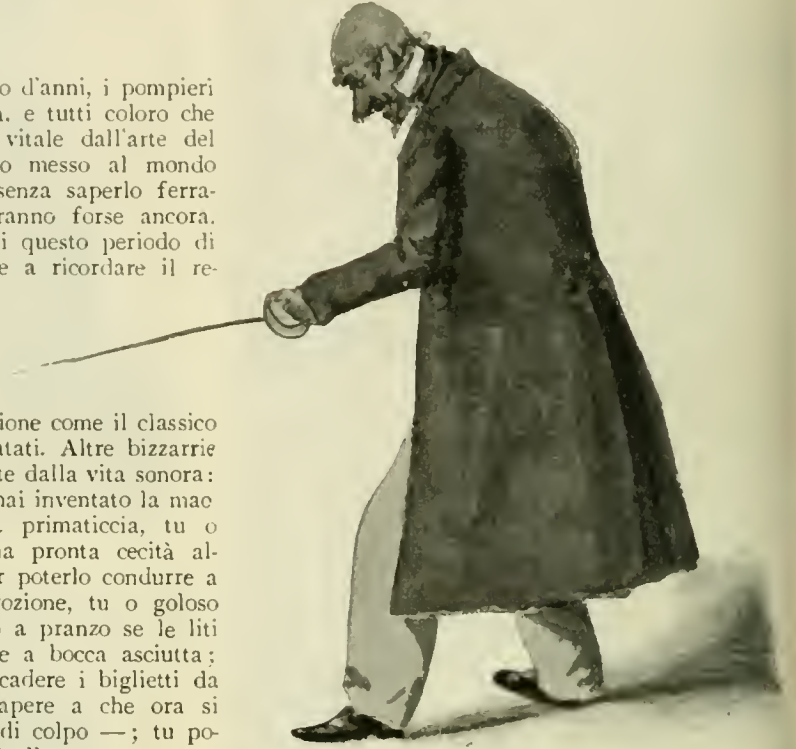 o d'anni, i pompieri
. e tutti coloro che
vitale dall'arte del
o messo al mondo
senza saperlo ferra-
ranno forse ancora.
i questo periodo di
e a ricordare il re-
ione come il classico
tati. Altre bizzarrie
te dalla vita sonora:
nai inventato la mac
. primaticcia, tu o
na pronta cecità al-
r poterlo condurre a
ozione, tu o goloso
a pranzo se le liti
e a bocca asciutta;
cadere i biglietti da
apere a che ora si
di colpo —; tu po-